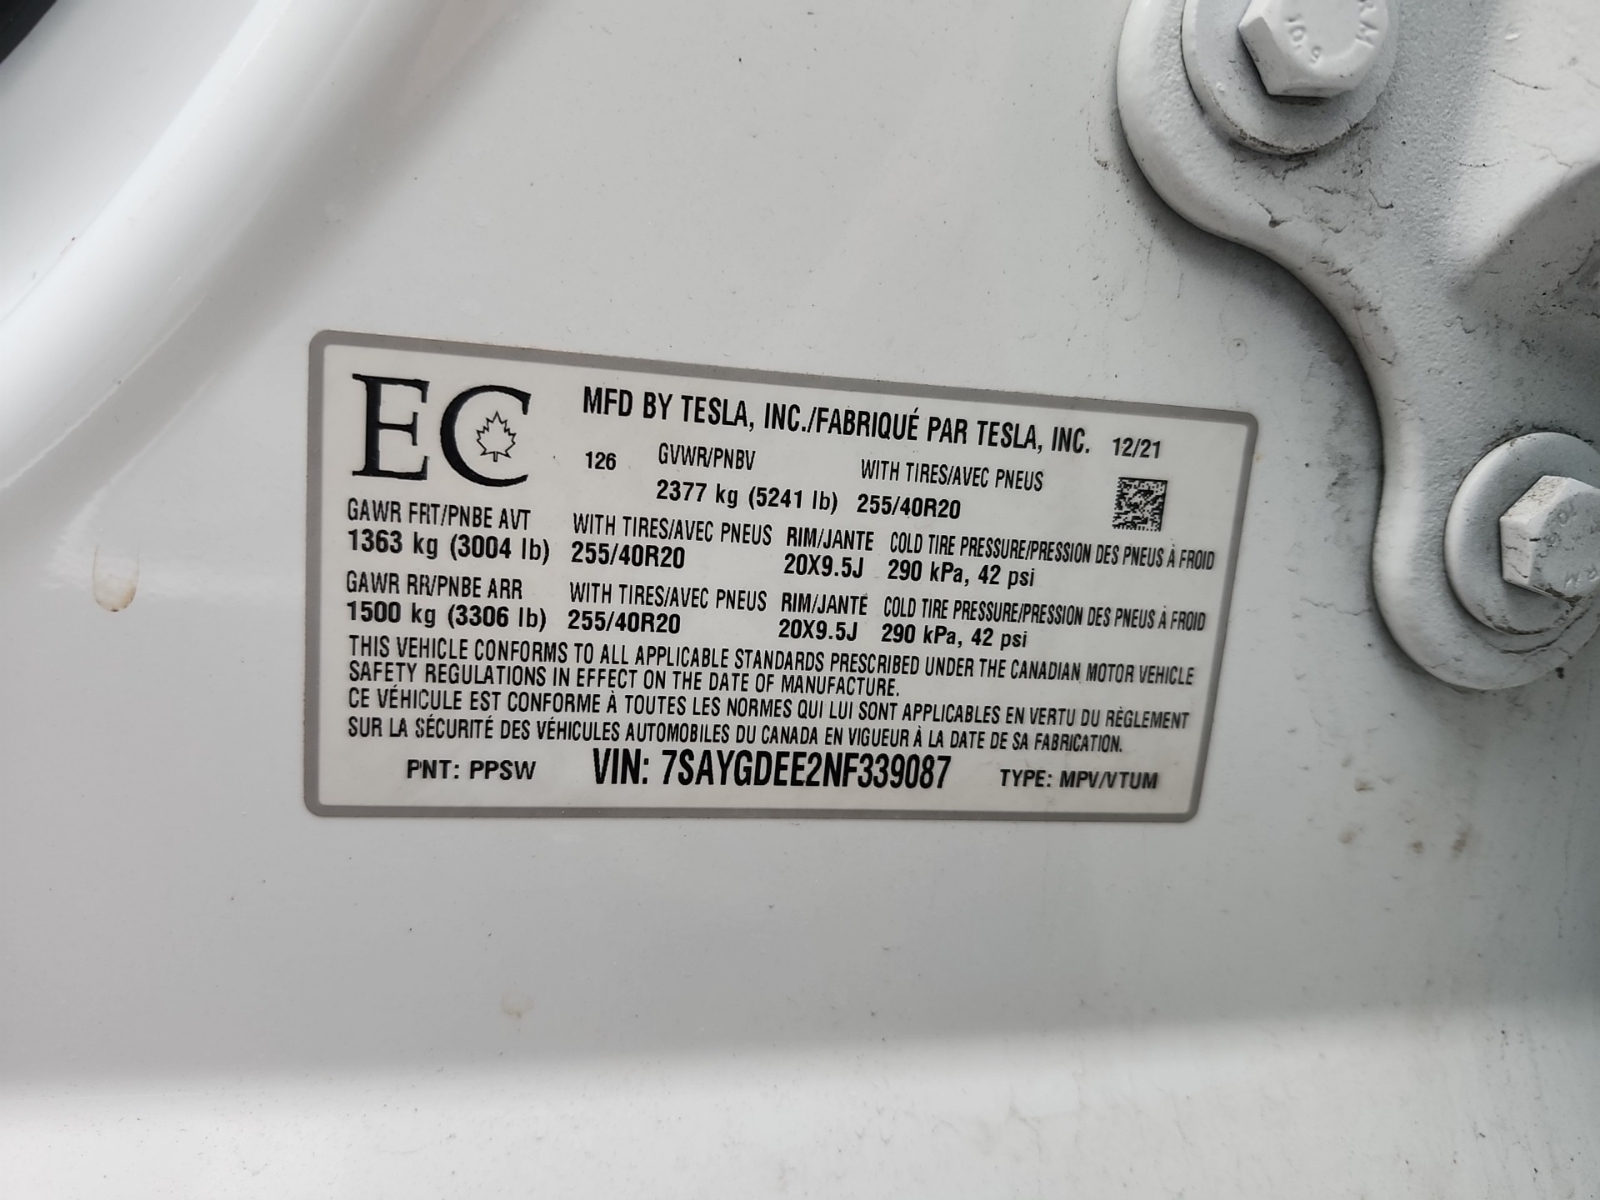 EC
MFD BY TESLA, INC./FABRIQUÉ PAR TESLA, INC. 12/21
126 GVWR/PNBV WITH TIRES/AVEC PNEUS
2377 kg (5241 lb) 255/40R20
GAWR FRT/PNBE AVT WITH TIRES/AVEC PNEUS RIM/JANTE COLD TIRE PRESSURE/PRESSION DES PNEUS À FROID
1363 kg (3004 lb) 255/40R20 20X9.5J 290 kPa, 42 psi
GAWR RR/PNBE ARR WITH TIRES/AVEC PNEUS RIM/JANTE COLD TIRE PRESSURE/PRESSION DES PNEUS À FROID
1500 kg (3306 lb) 255/40R20 20X9.5J 290 kPa, 42 psi
THIS VEHICLE CONFORMS TO ALL APPLICABLE STANDARDS PRESCRIBED UNDER THE CANADIAN MOTOR VEHICLE
SAFETY REGULATIONS IN EFFECT ON THE DATE OF MANUFACTURE.
CE VÉHICULE EST CONFORME À TOUTES LES NORMES QUI LUI SONT APPLICABLES EN VERTU DU RÈGLEMENT
SUR LA SÉCURITÉ DES VÉHICULES AUTOMOBILES DU CANADA EN VIGUEUR À LA DATE DE SA FABRICATION.
PNT: PPSW VIN: 7SAYGDEE2NF339087 TYPE: MPV/VTUM